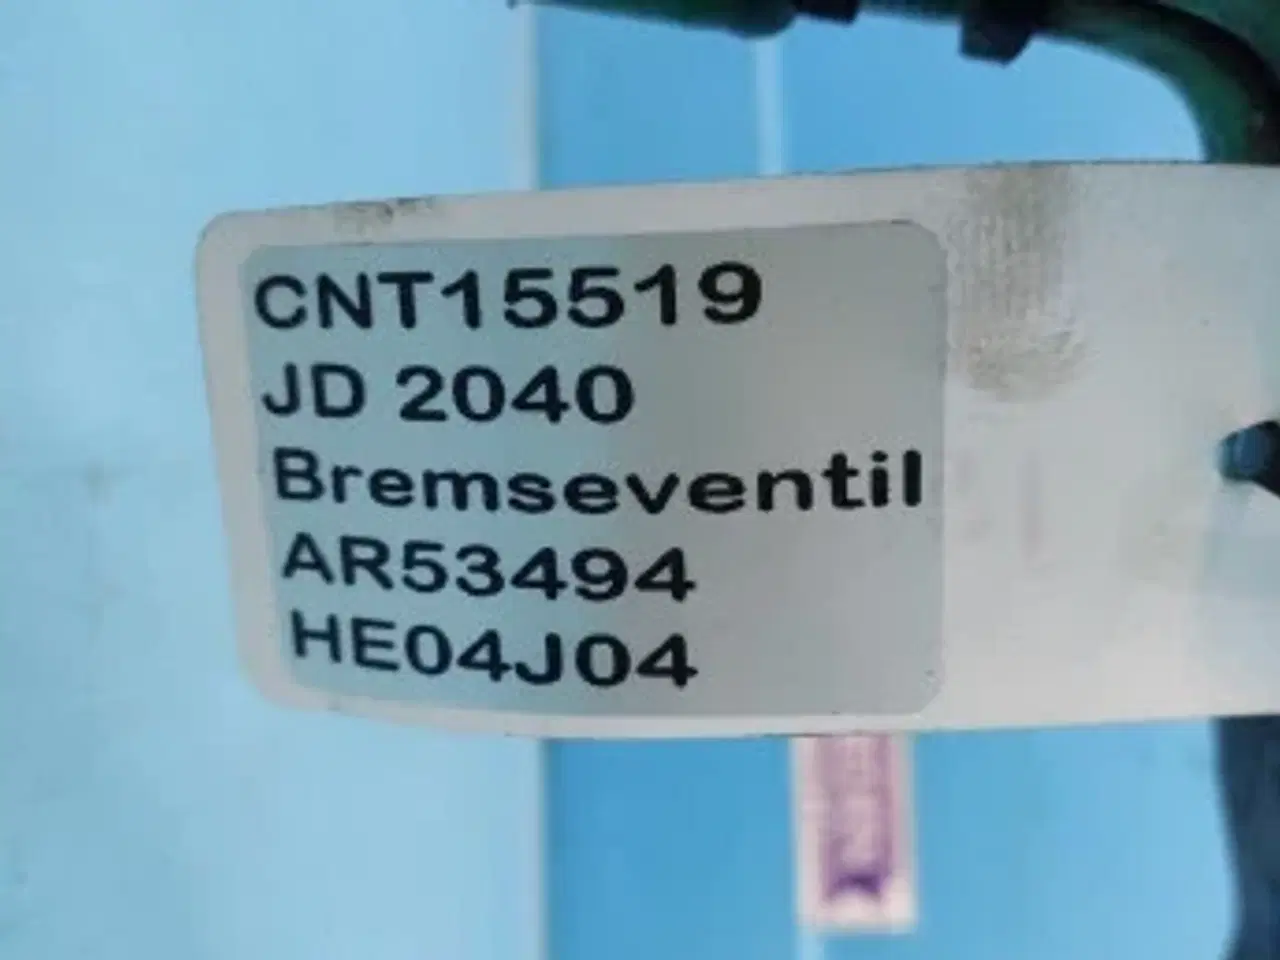 CNT15519
JD 2040
Bremseventil
AR53494
HE04J04